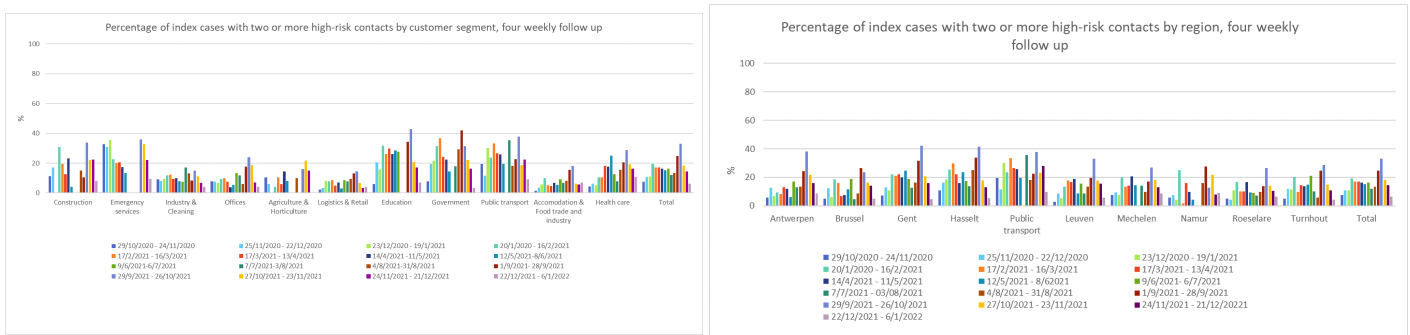 Percentage of index cases with two or more high-risk contacts by customer segment, four weekly follow up
100
80
60
40
20
0
%
Construction
Emergency
services
Industry &
Cleaning
Offices
Agriculture &
Horticulture
Logistics & Retail
Education
Government
Public transport
Accomodation &
Food trade and
industry
Health care
Total
29/10/2020 - 24/11/2020
25/11/2020 - 22/12/2020
23/12/2020 - 19/1/2021
20/1/2021 - 16/2/2021
17/2/2021 - 16/3/2021
17/3/2021 - 13/4/2021
14/4/2021 -11/5/2021
12/5/2021-8/6/2021
9/6/2021-6/7/2021
7/7/2021-3/8/2021
4/8/2021-31/8/2021
1/9/2021- 28/9/2021
29/9/2021 - 26/10/2021
27/10/2021 - 23/11/2021
24/11/2021 - 21/12/2021
22/12/2021 - 6/1/2022
Percentage of index cases with two or more high-risk contacts by region, four weekly
follow up
100
80
60
40
20
0
%
Antwerpen
Brussel
Gent
Hasselt
Public
transport
Leuven
Mechelen
Namur
Roeselare
Turnhout
Total
29/10/2020 - 24/11/2020
25/11/2020 - 22/12/2020
23/12/2020 - 19/1/2021
20/1/2020 - 16/2/2021
17/2/2021 - 16/3/2021
17/3/2021 - 13/4/2021
14/4/2021 - 11/5/2021
12/5/2021 - 8/62021
9/6/2021 - 6/7/2021
7/7/2021 - 03/08/2021
4/8/2021 - 31/8/2021
1/9/2021 - 28/9/2021
29/9/2021 - 26/10/2021
27/10/2021 - 23/11/2021
24/11/2021 - 21/12/20221
22/12/2021 - 6/1/2022